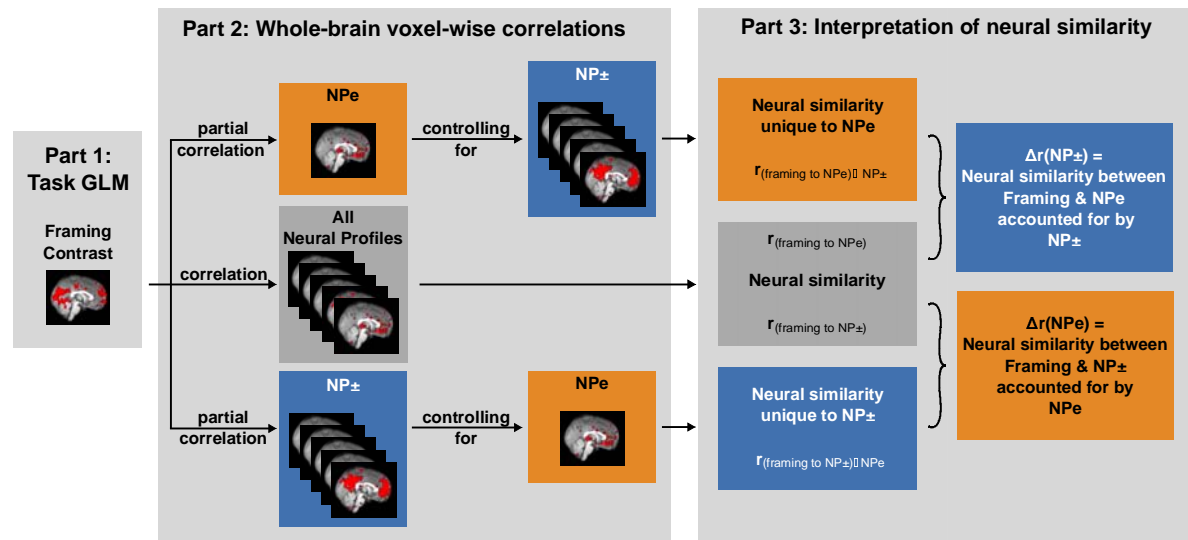 Part 1:
Task GLM
Framing
Contrast
Part 2: Whole-brain voxel-wise correlations
partial
correlation
NPe
controlling
for
NP±
correlation
All
Neural Profiles
partial
correlation
NP±
controlling
for
NPe
Part 3: Interpretation of neural similarity
Neural similarity
unique to NPe
r(framing to NPe)▯ NP±
r(framing to NPe)
Neural similarity
r(framing to NP±)
Neural similarity
unique to NP±
r(framing to NP±)▯ NPe
Δr(NP±) =
Neural similarity between
Framing & NPe
accounted for by
NP±
Δr(NPe) =
Neural similarity between
Framing & NP±
accounted for by
NPe